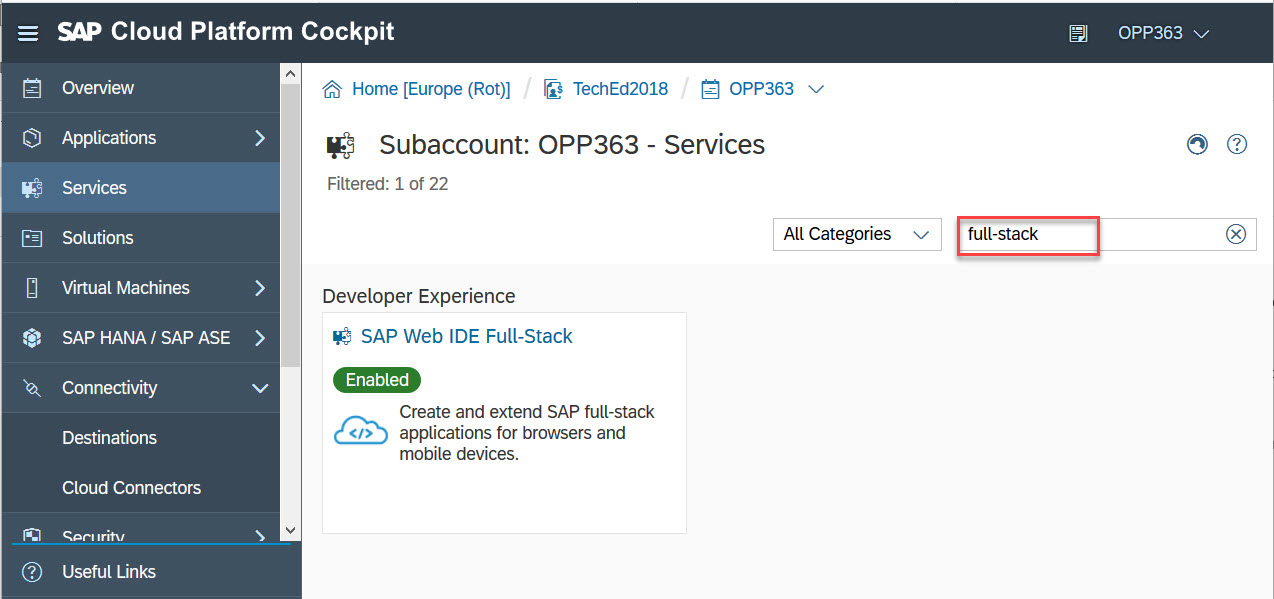 SAP Cloud Platform Cockpit
OPP363
Overview
Applications
Services
Solutions
Virtual Machines
SAP HANA / SAP ASE
Connectivity
Destinations
Cloud Connectors
Security
Useful Links
Home [Europe (Rot)] / TechEd2018 / OPP363
Subaccount: OPP363 - Services
Filtered: 1 of 22
All Categories
full-stack
Developer Experience
SAP Web IDE Full-Stack
Enabled
Create and extend SAP full-stack
applications for browsers and
mobile devices.